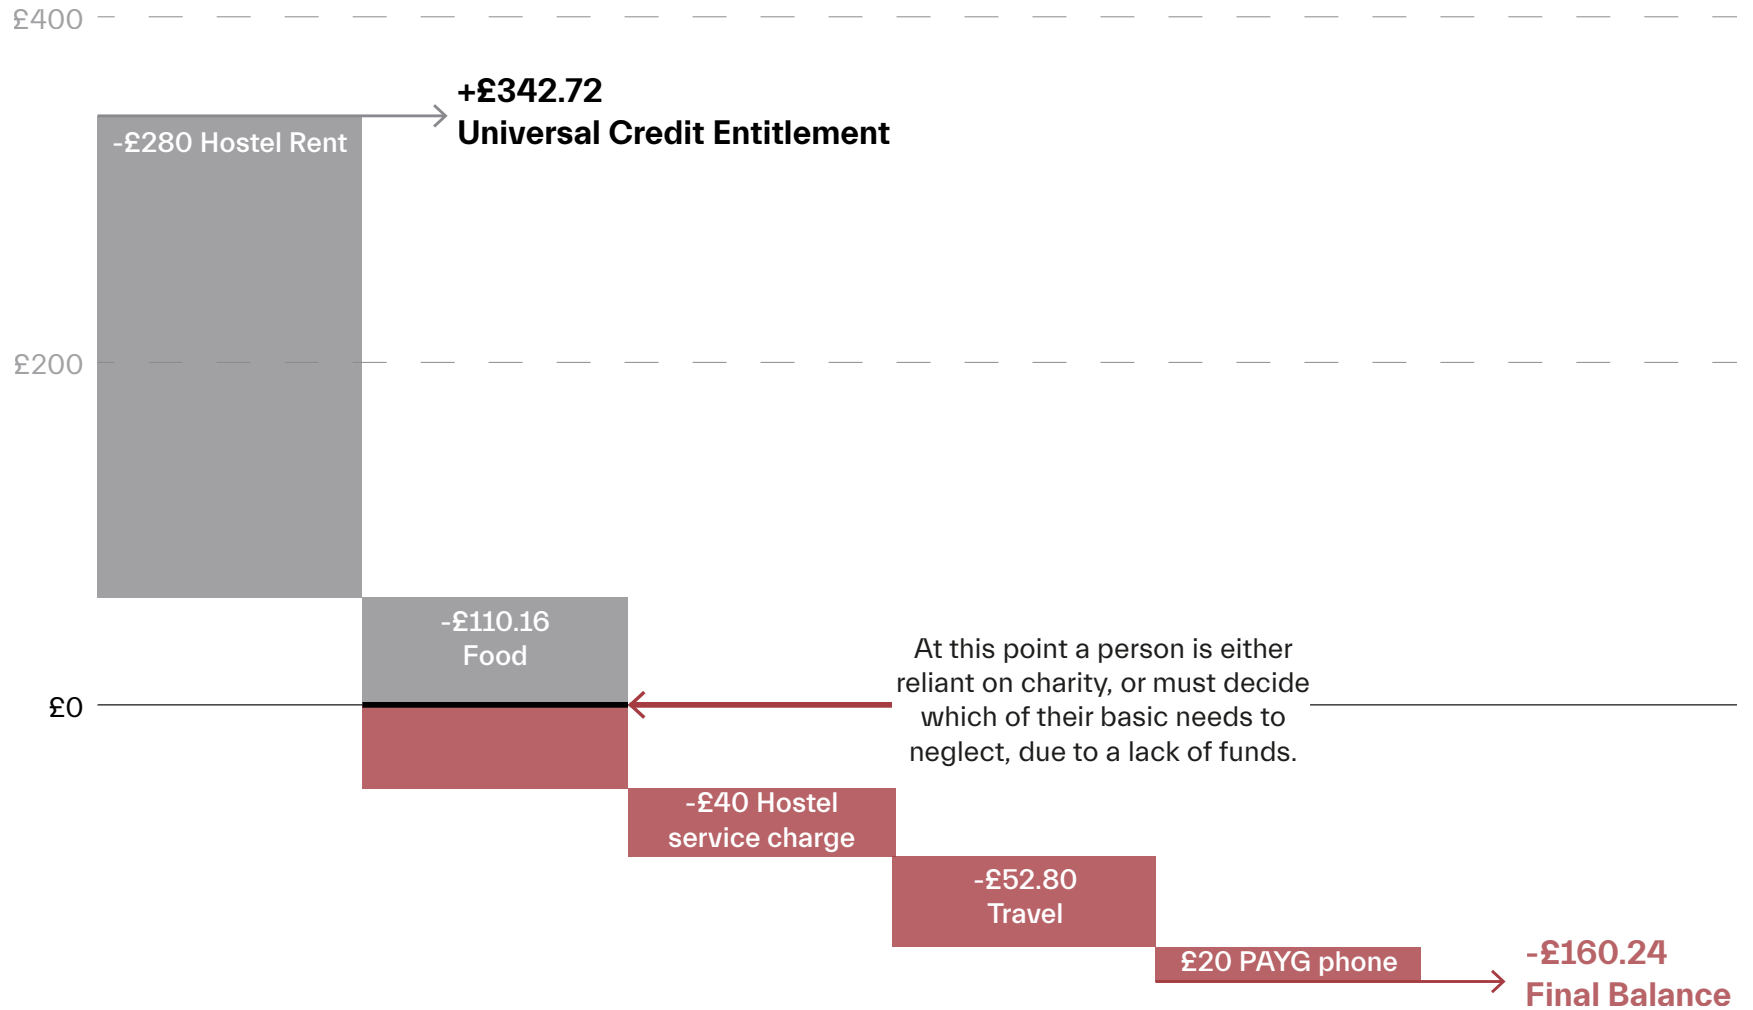 £400
+£342.72
Universal Credit Entitlement
-£280 Hostel Rent
£200
-£110.16
Food
At this point a person is either
reliant on charity, or must decide
which of their basic needs to
neglect, due to a lack of funds.
£0
-£40 Hostel
service charge
-£52.80
Travel
£20 PAYG phone
-£160.24
Final Balance